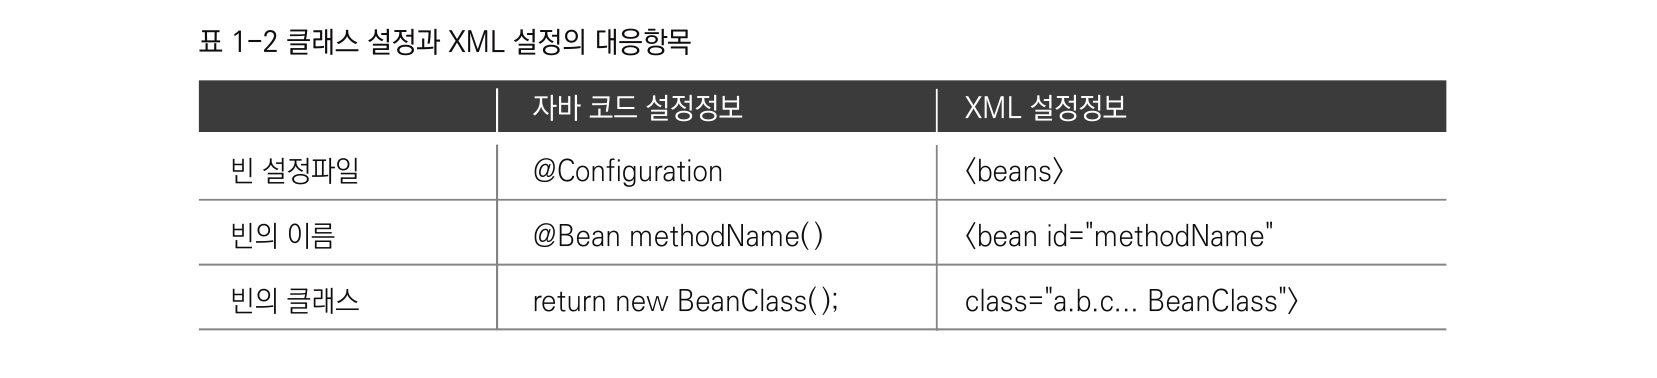 표 1-2 클래스 설정과 XML 설정의 대응항목
자바 코드 설정정보 XML 설정정보
빈 설정파일 @Configuration 〈beans〉
빈의 이름 @Bean methodName( ) 〈bean id="methodName"
빈의 클래스 return new BeanClass( ); class="a.b.c... BeanClass"〉